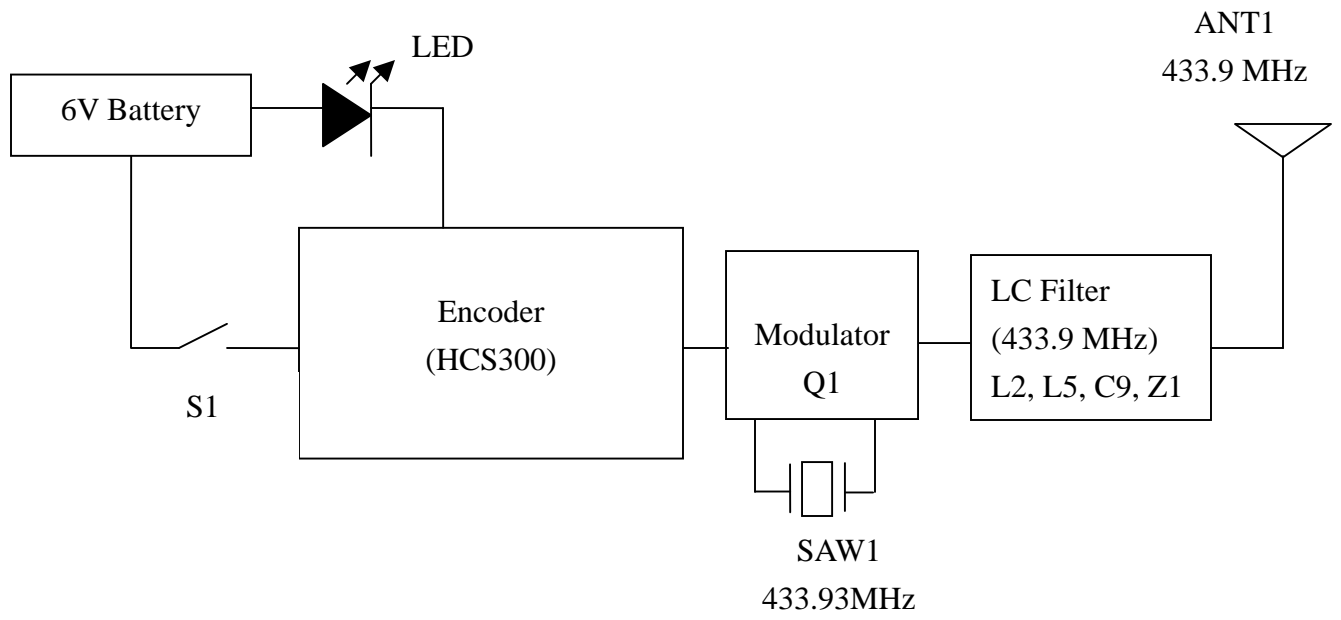 ANT1
433.9 MHz
LED
6V Battery
Encoder
(HCS300)
Modulator
Q1
LC Filter
(433.9 MHz)
L2, L5, C9, Z1
S1
SAW1
433.93MHz